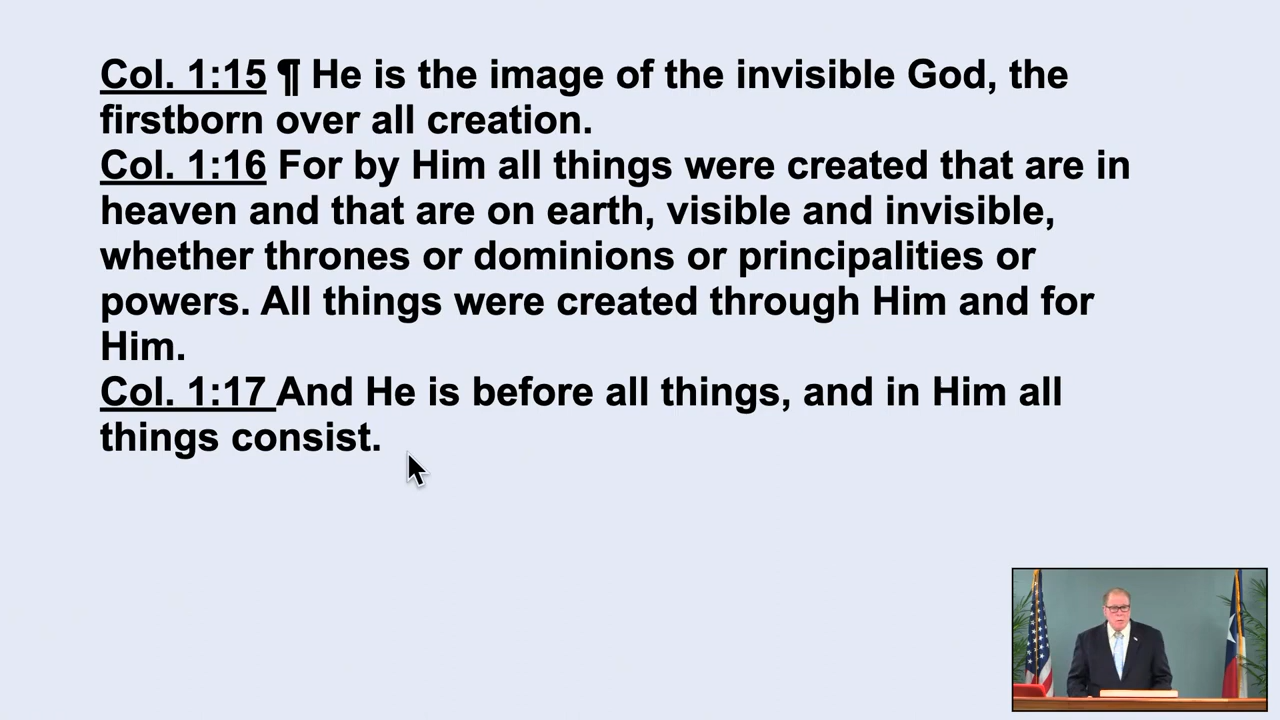 Col. 1:15 ¶ He is the image of the invisible God, the
firstborn over all creation.
Col. 1:16 For by Him all things were created that are in
heaven and that are on earth, visible and invisible,
whether thrones or dominions or principalities or
powers. All things were created through Him and for
Him.
Col. 1:17 And He is before all things, and in Him all
things consist.